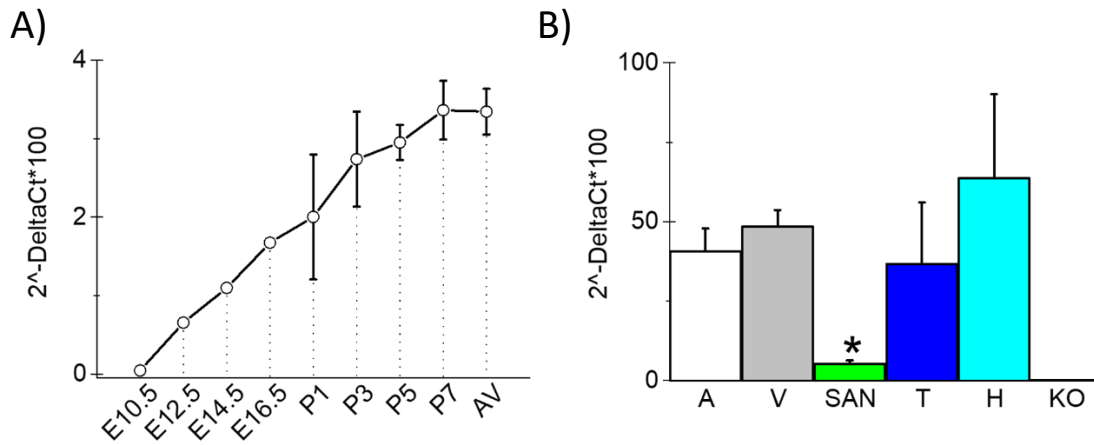 A)
2^-DeltaCt*100
4
2
0
E10.5 E12.5 E14.5 E16.5 P1 P3 P5 P7 AV
B)
2^-DeltaCt*100
100
50
0
*
A V SAN T H KO